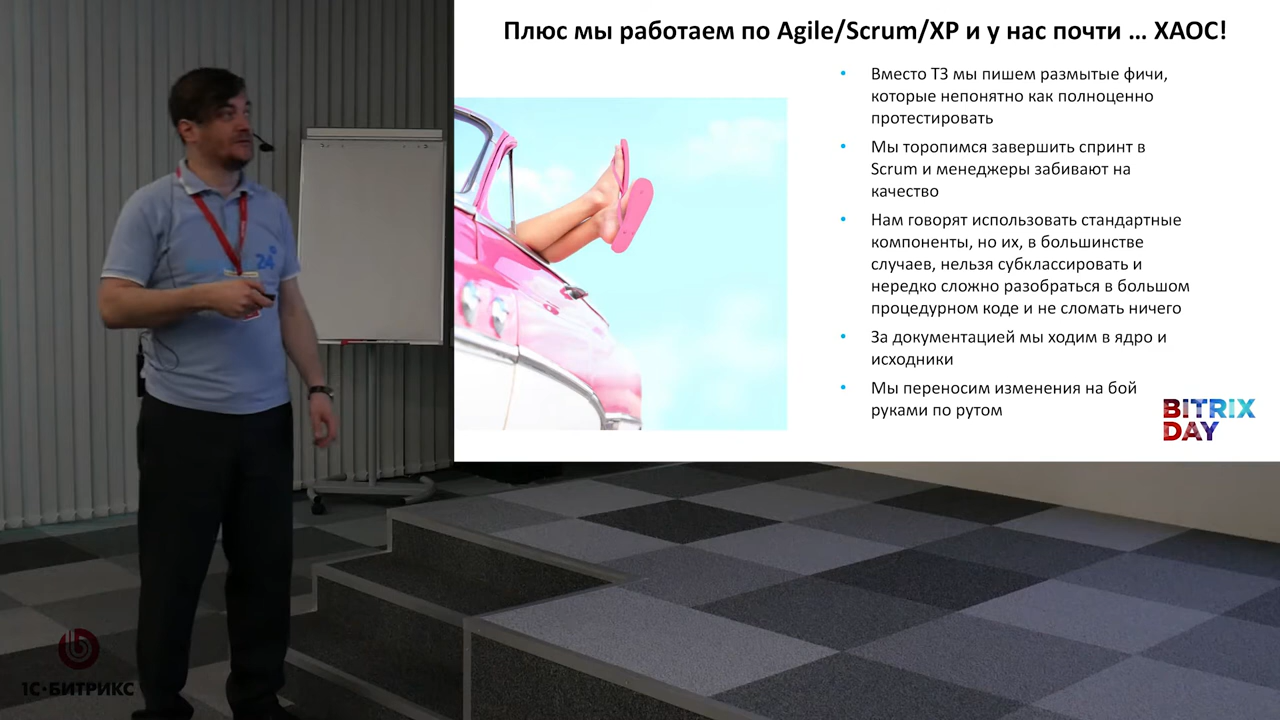 Плюс мы работаем по Agile/Scrum/XP и у нас почти ... ХАОС!
• Вместо ТЗ мы пишем размытые фичи,
которые непонятно как полноценно
протестировать
• Мы торопимся завершить спринт в
Scrum и менеджеры забивают на
качество
• Нам говорят использовать стандартные
компоненты, но их, в большинстве
случаев, нельзя субклассировать и
нередко сложно разобраться в большом
процедурном коде и не сломать ничего
• За документацией мы ходим в ядро и
исходники
• Мы переносим изменения на бой
руками по рутом
BITRIX
DAY
24
1С·БИТРИКС